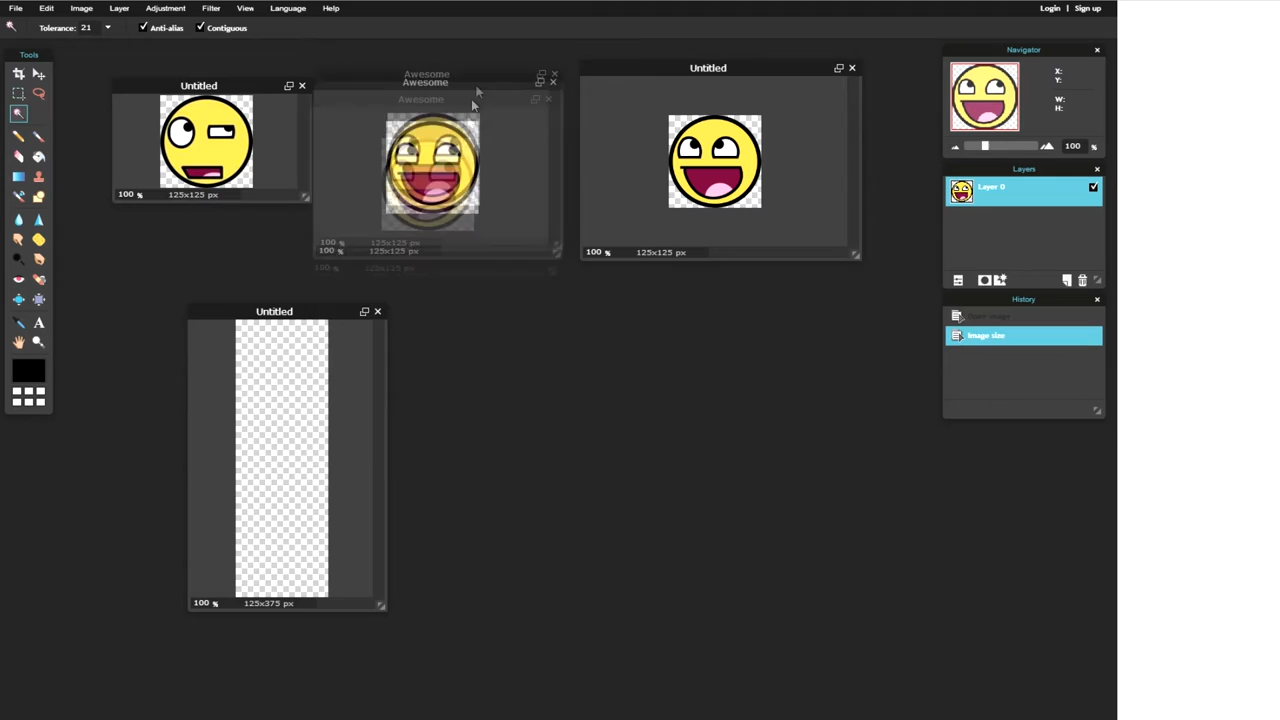 File Edit Image Layer Adjustment Filter View Language Help Login | Sign up
Tolerance: 21 Anti-alias Contiguous
Tools
Untitled
100 % 125x125 px
Awesome
Awesome
Awesome
100 % 125x125 px
100 % 125x125 px
100 % 125x125 px
Untitled
100 % 125x125 px
Untitled
100 % 125x375 px
Navigator
X:
Y:
W:
H:
100 %
Layers
Layer 0
History
Open image
Image size
A